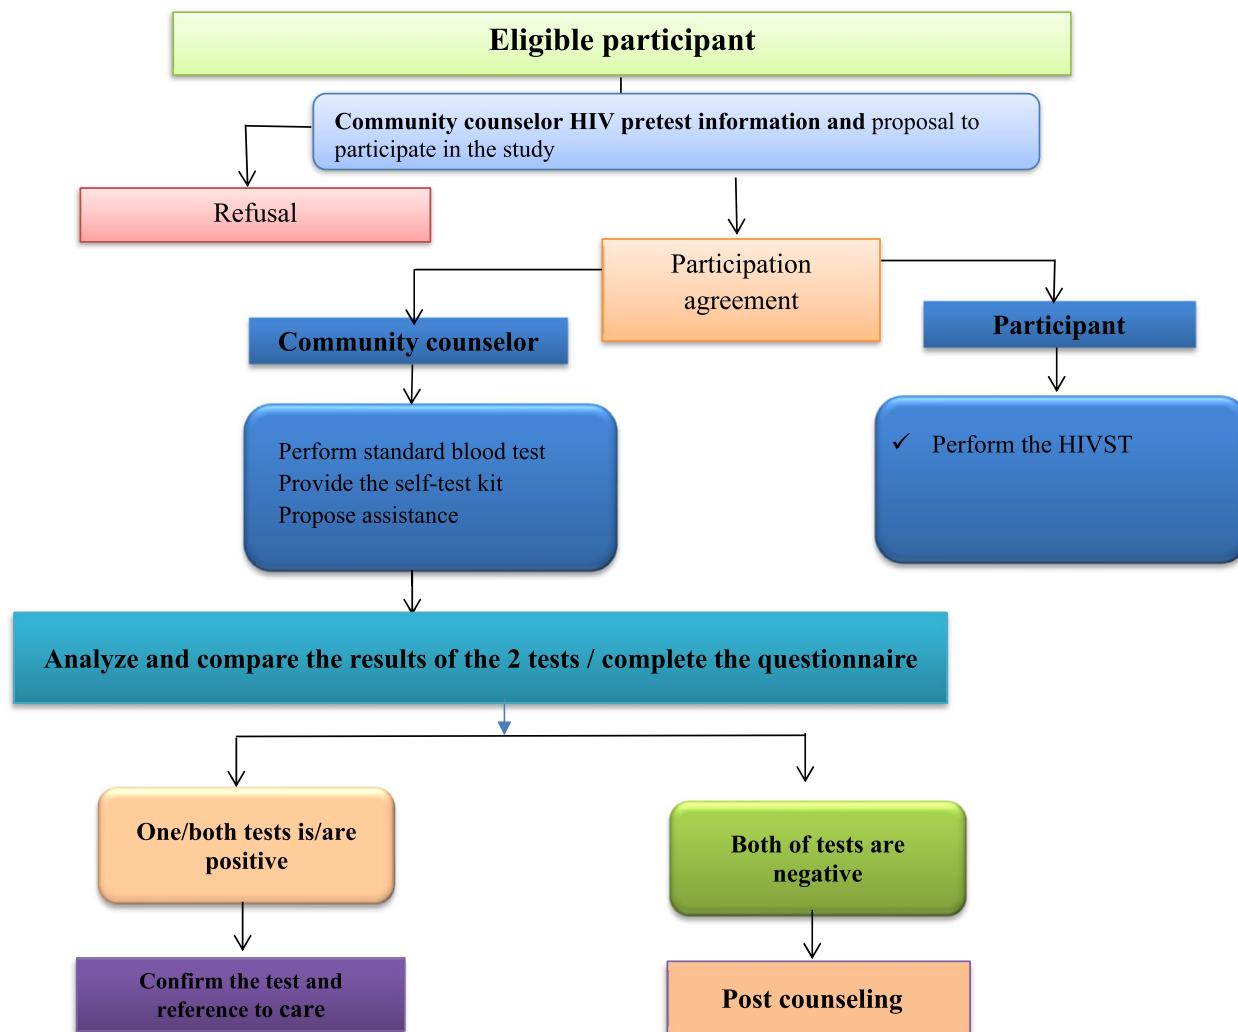 Eligible participant
Community counselor HIV pretest information and proposal to
participate in the study
Refusal
Participation
agreement
Community counselor
Participant
Perform standard blood test
Provide the self-test kit
Propose assistance
✓ Perform the HIVST
Analyze and compare the results of the 2 tests / complete the questionnaire
One/both tests is/are
positive
Both of tests are
negative
Confirm the test and
reference to care
Post counseling